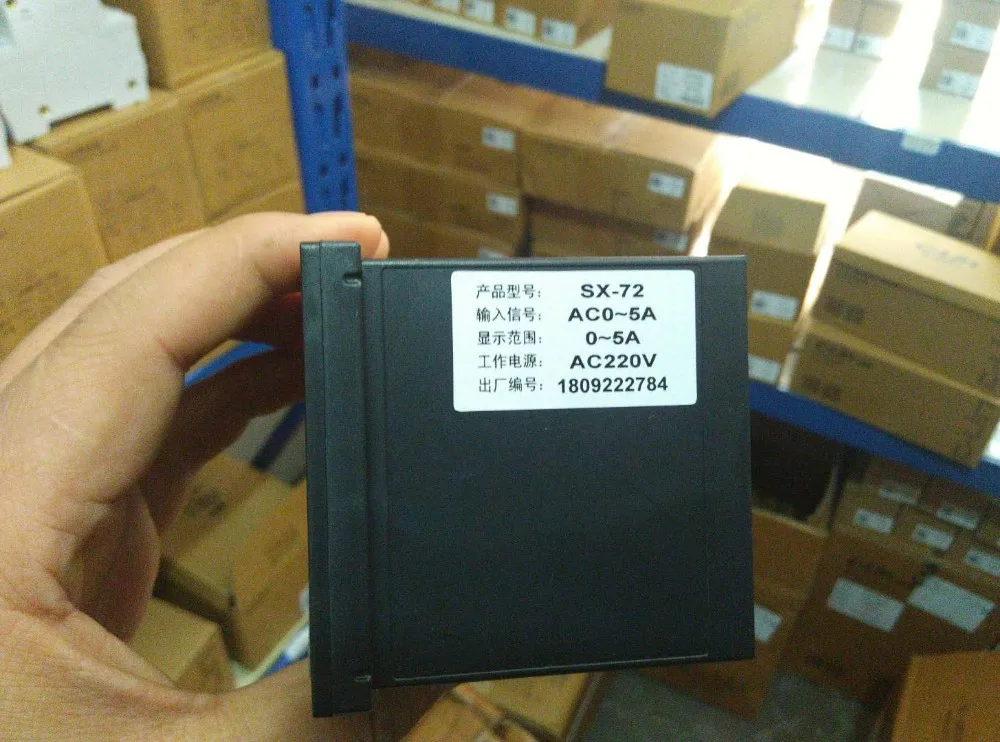 产品型号: SX-72
输入信号: AC0~5A
显示范围: 0~5A
工作电源: AC220V
出厂编号: 1809222784